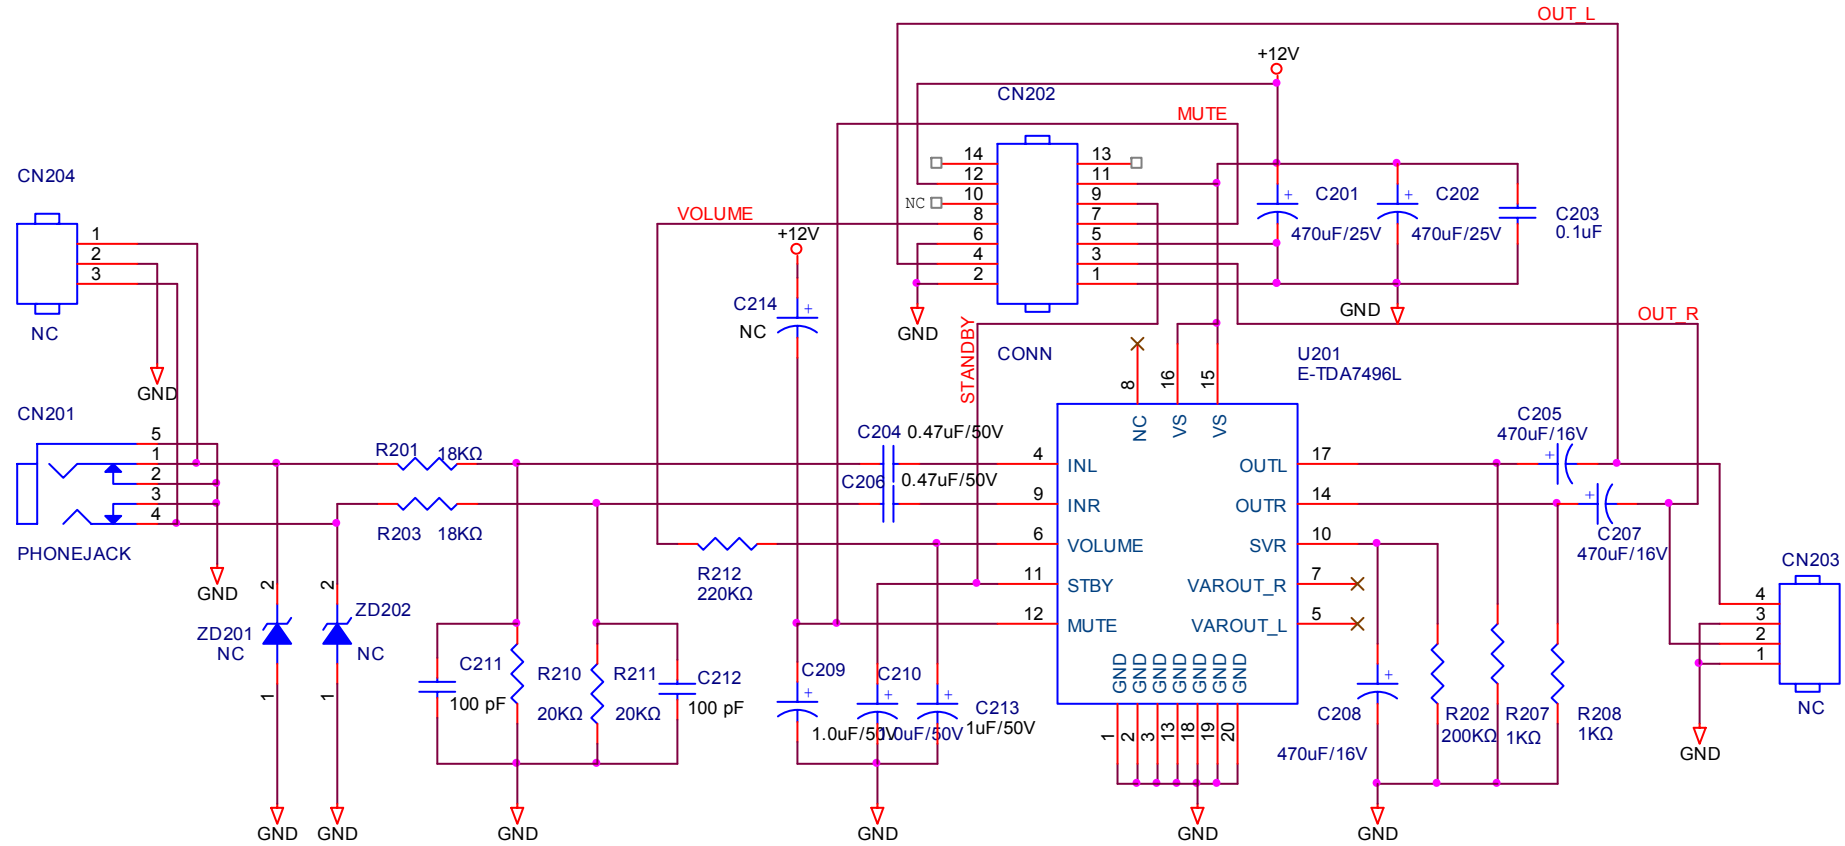 OUT_L
+12V
CN202
MUTE
14
13
12
11
NC
10
9
8
7
6
5
4
3
2
1
C201
470uF/25V
C202
470uF/25V
C203
0.1uF
CN204
1
2
3
NC
GND
VOLUME
+12V
C214
NC
GND
GND
OUT_R
STANDBY
CONN
U201
E-TDA7496L
CN201
5
1
2
3
4
PHONEJACK
GND
R201
18KΩ
R203
18KΩ
C204
0.47uF/50V
C206
0.47uF/50V
R212
220KΩ
8
16
15
NC
VS
VS
4
INL
9
INR
6
VOLUME
11
STBY
12
MUTE
OUTL
17
OUTR
14
SVR
10
VAROUT_R
7
VAROUT_L
5
GND
GND
GND
GND
GND
GND
GND
1
2
3
13
18
19
20
GND
C205
470uF/16V
C207
470uF/16V
CN203
4
3
2
1
NC
GND
2
ZD201
NC
1
GND
2
ZD202
NC
1
GND
C211
100 pF
R210
20KΩ
R211
20KΩ
C212
100 pF
GND
C209
1.0uF/50V
C210
1.0uF/50V
C213
1uF/50V
GND
C208
470uF/16V
R202
200KΩ
R207
1KΩ
R208
1KΩ
GND